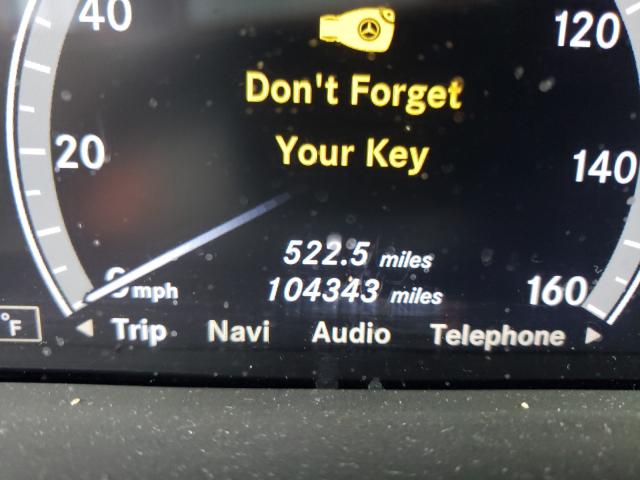 40
120
Don't Forget
Your Key
20
140
522.5 miles
0 mph
104343 miles
160
°F
Trip Navi Audio Telephone